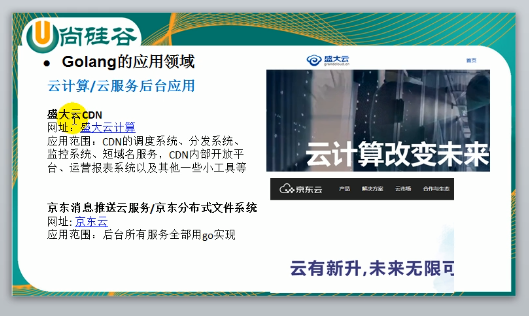 尚硅谷
● Golang的应用领域
云计算/云服务后台应用
盛大云CDN
网址：盛大云计算
应用范围：CDN的调度系统、分发系统、
监控系统、短域名服务，CDN内部开放平
台、运营报表系统以及其他一些小工具等
京东消息推送云服务/京东分布式文件系统
网址: 京东云
应用范围：后台所有服务全部用go实现
盛大云
首页
云计算改变未来
京东云 产品 解决方案 云市场 合作与生态
云有新升,未来无限可